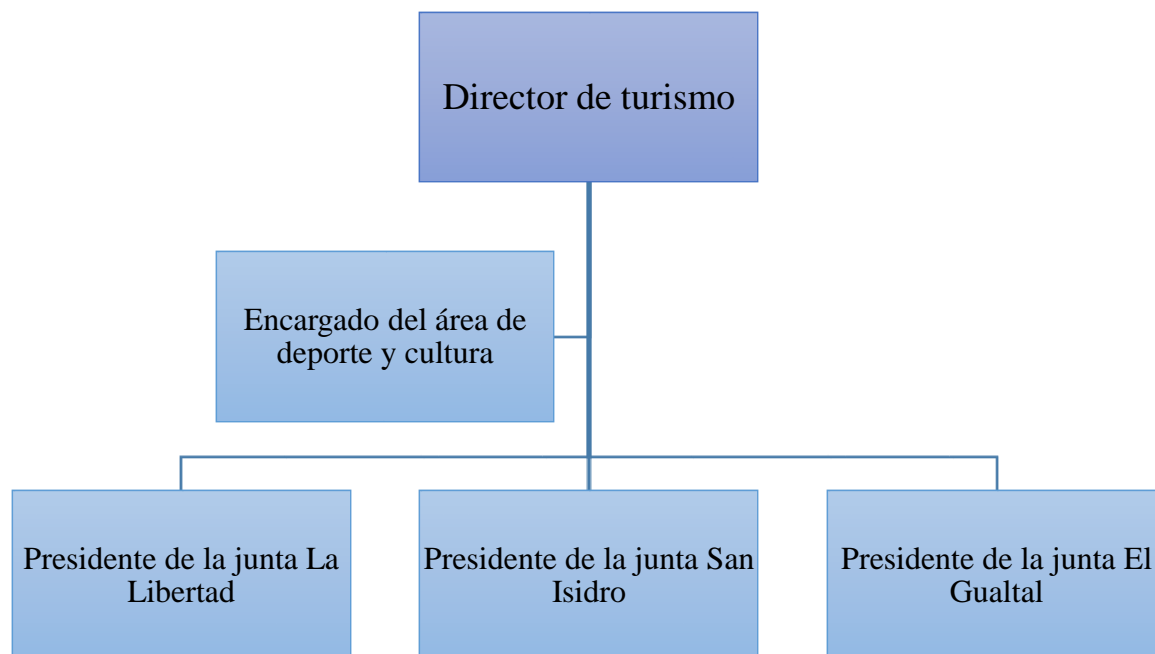 Director de turismo
Encargado del área de
deporte y cultura
Presidente de la junta La
Libertad
Presidente de la junta San
Isidro
Presidente de la junta El
Gualtal